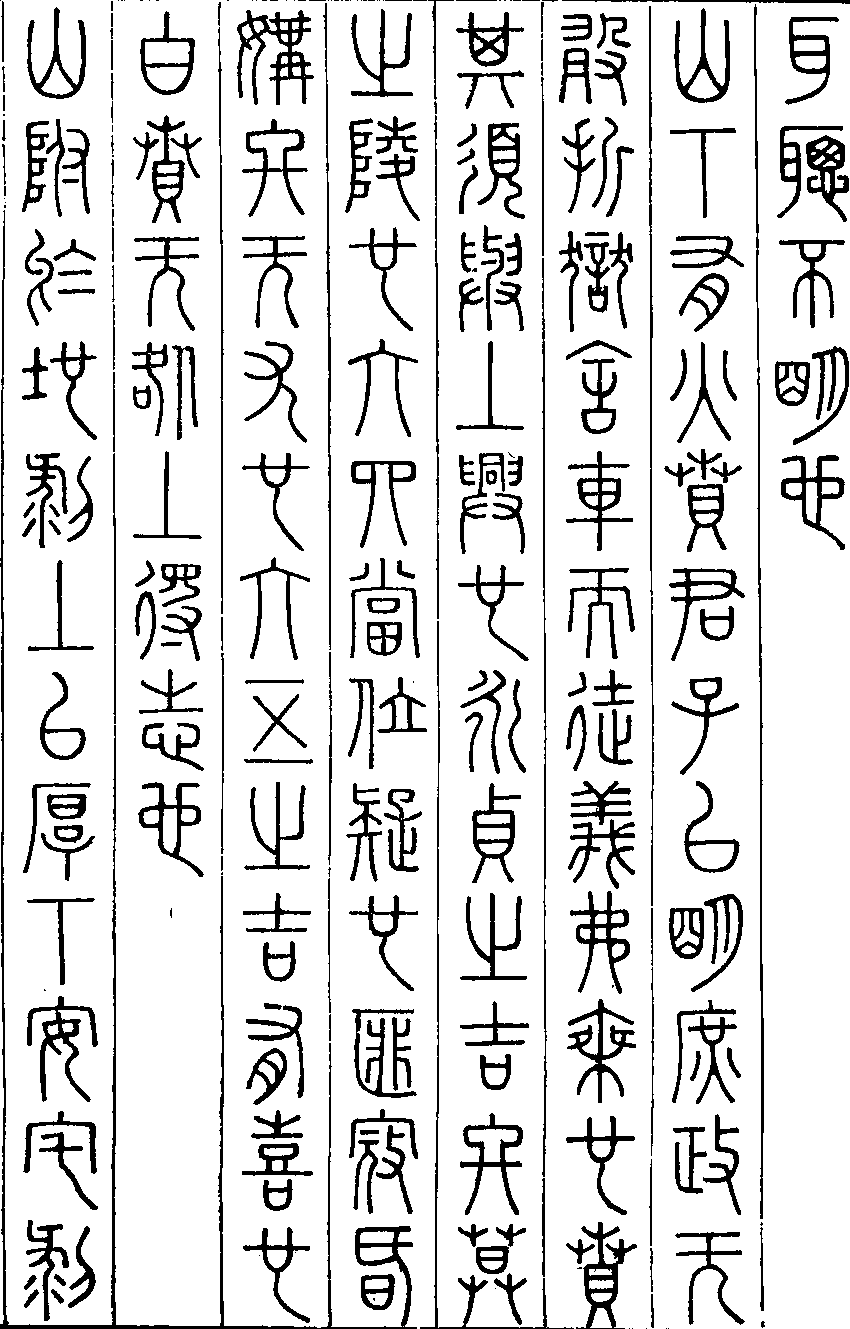 耳聰不明也
山下有火賁君子以明庶政无
敢折獄舍車而徒義弗乘也賁
其須與上興也永貞之吉終莫
之陵也六四當位疑也匪寇昏
媾終无尤也六五之吉有喜也
白賁无咎上得志也
山附於地剝上以厚下安宅剝